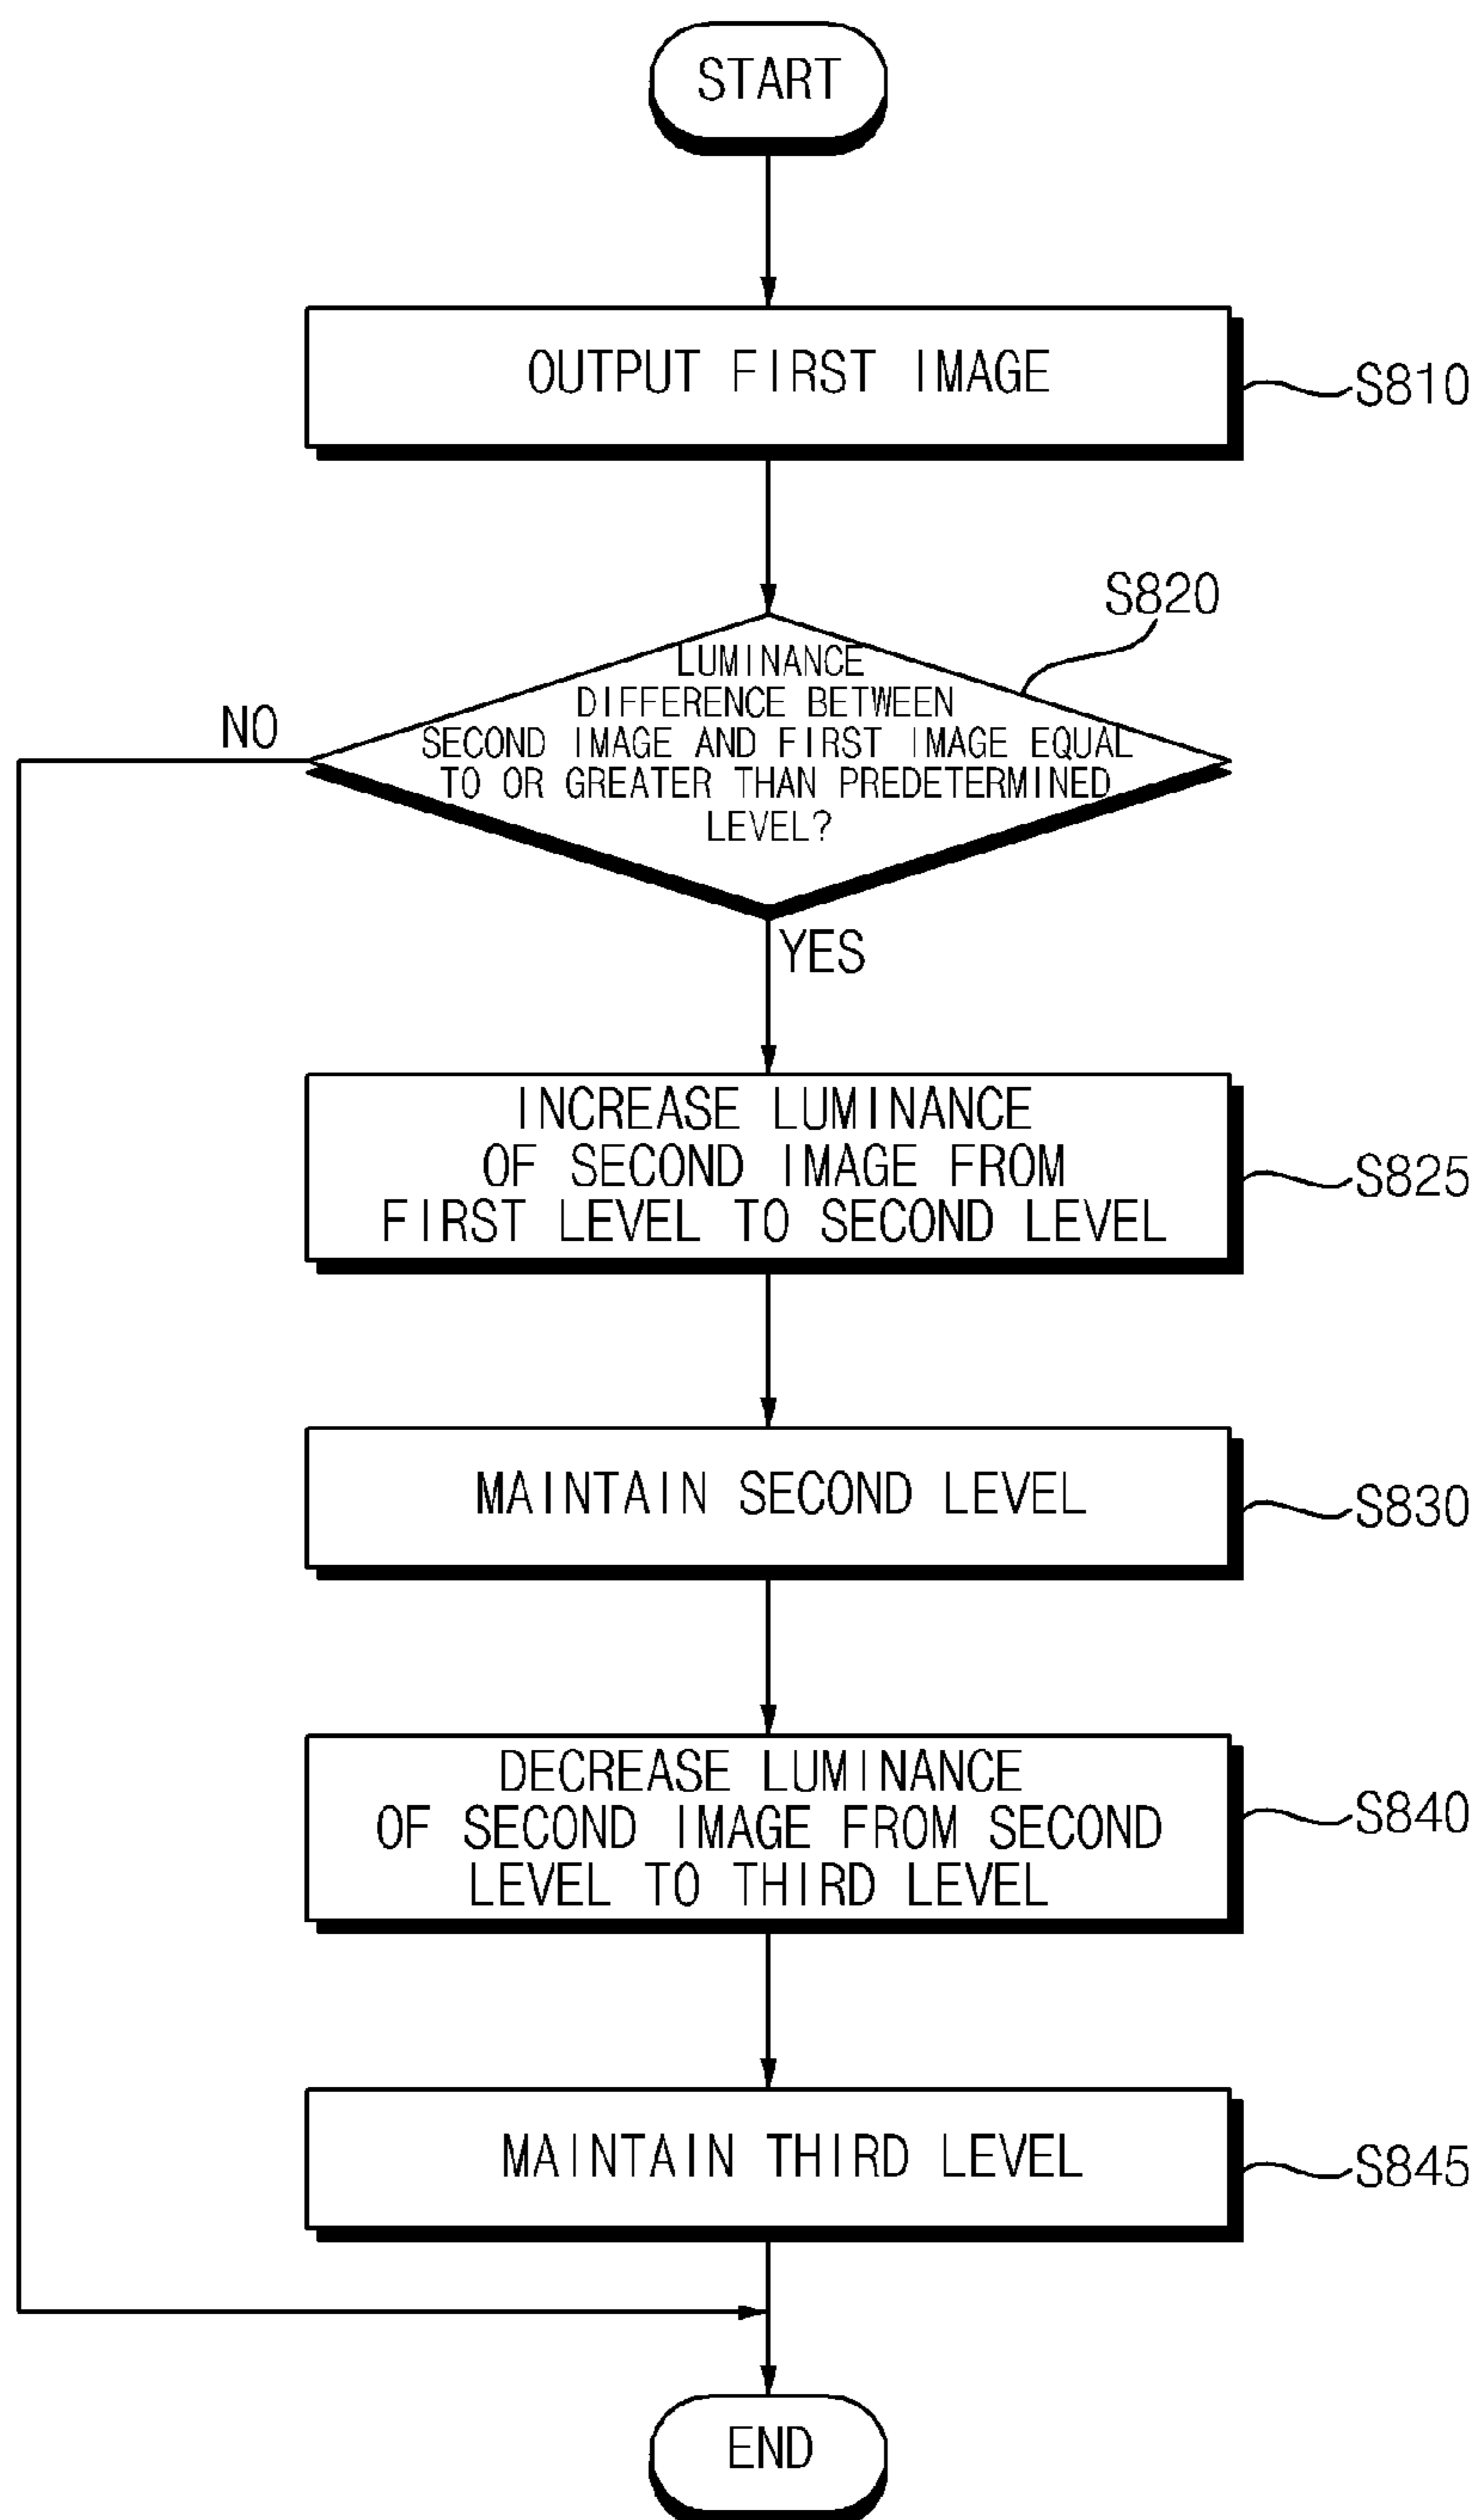 START
OUTPUT FIRST IMAGE
S810
S820
LUMINANCE
DIFFERENCE BETWEEN
SECOND IMAGE AND FIRST IMAGE EQUAL
TO OR GREATER THAN PREDETERMINED
LEVEL?
NO
YES
INCREASE LUMINANCE
OF SECOND IMAGE FROM
FIRST LEVEL TO SECOND LEVEL
S825
MAINTAIN SECOND LEVEL
S830
DECREASE LUMINANCE
OF SECOND IMAGE FROM SECOND
LEVEL TO THIRD LEVEL
S840
MAINTAIN THIRD LEVEL
S845
END